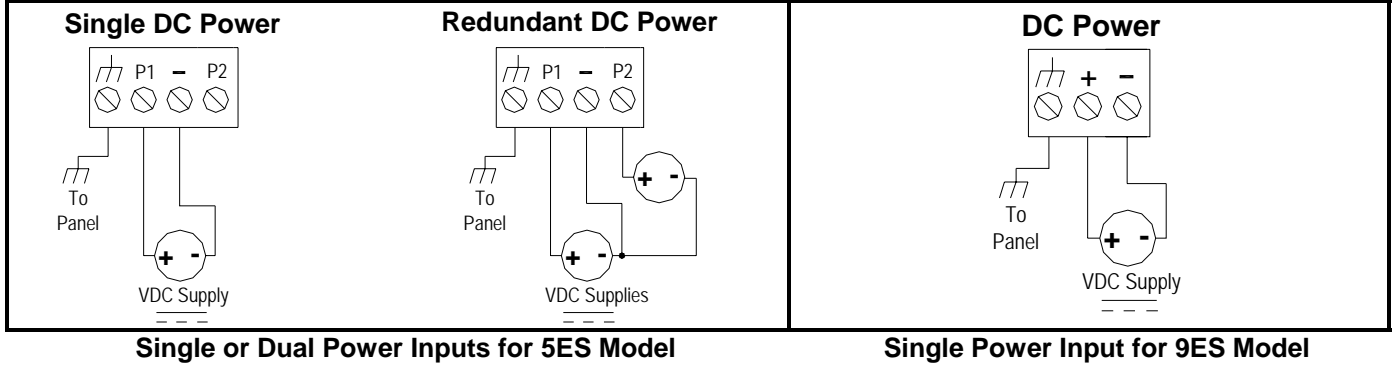 Single DC Power
P1 – P2
To
Panel
+ -
VDC Supply
Redundant DC Power
P1 – P2
+ -
To
Panel
+ -
VDC Supplies
DC Power
+ –
To
Panel
+ -
VDC Supply
Single or Dual Power Inputs for 5ES Model
Single Power Input for 9ES Model